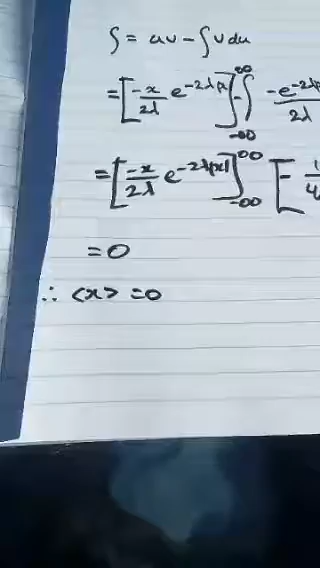 ∫ = uv - ∫v du
= [-x/2λ e^-2λ|x|]∞ -∞ - ∫∞ -∞ -e^-2λ|x| / 2λ
= [-x/2λ e^-2λ|x|]∞ -∞ [-
= 0
∴ <x> = 0